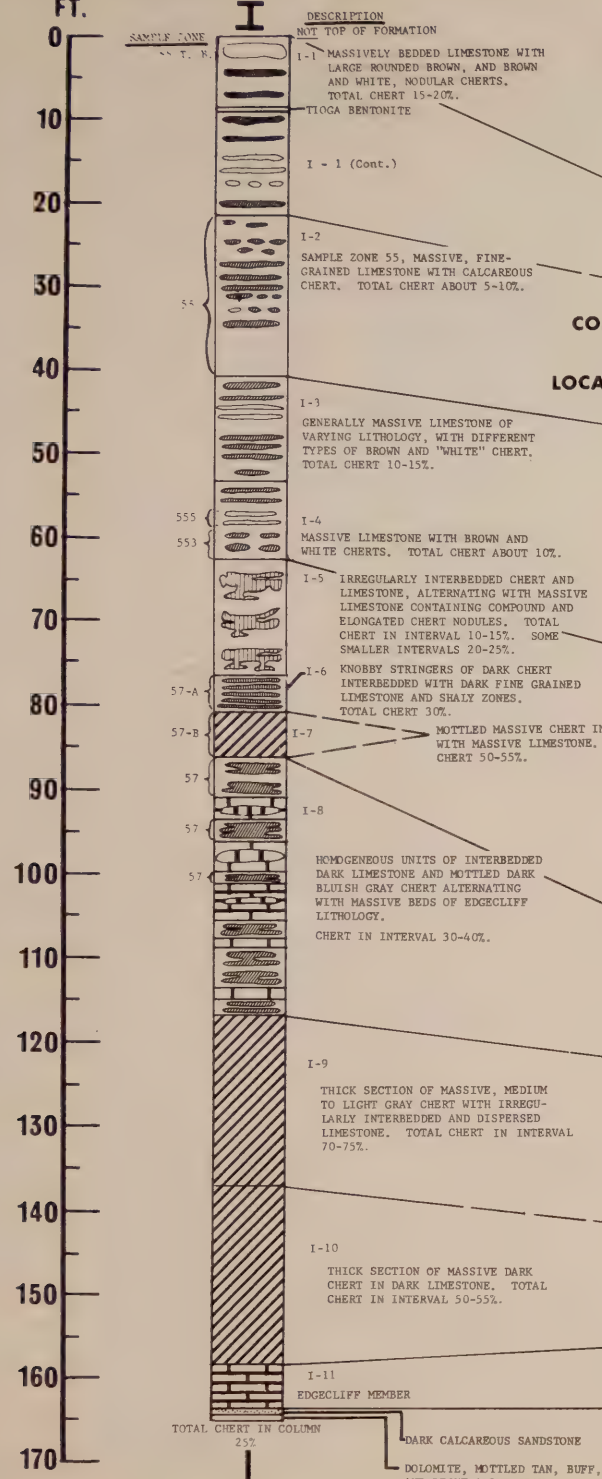 FT.
I
DESCRIPTION
NOT TOP OF FORMATION
SAMPLE ZONE
I-1 MASSIVELY BEDDED LIMESTONE WITH
LARGE ROUNDED BROWN, AND BROWN
AND WHITE, NODULAR CHERTS.
TOTAL CHERT 15-20%.
TIOGA BENTONITE
I - 1 (Cont.)
I-2
SAMPLE ZONE 55, MASSIVE, FINE-
GRAINED LIMESTONE WITH CALCAREOUS
CHERT. TOTAL CHERT ABOUT 5-10%.
55
CO
LOCA
I-3
GENERALLY MASSIVE LIMESTONE OF
VARYING LITHOLOGY, WITH DIFFERENT
TYPES OF BROWN AND "WHITE" CHERT.
TOTAL CHERT 10-15%.
555
553
I-4
MASSIVE LIMESTONE WITH BROWN AND
WHITE CHERTS. TOTAL CHERT ABOUT 10%.
I-5 IRREGULARLY INTERBEDDED CHERT AND
LIMESTONE, ALTERNATING WITH MASSIVE
LIMESTONE CONTAINING COMPOUND AND
ELONGATED CHERT NODULES. TOTAL
CHERT IN INTERVAL 10-15%. SOME
SMALLER INTERVALS 20-25%.
I-6 KNOBBY STRINGERS OF DARK CHERT
INTERBEDDED WITH DARK FINE GRAINED
LIMESTONE AND SHALY ZONES.
TOTAL CHERT 30%.
57-A
57-B
I-7
MOTTLED MASSIVE CHERT IN
WITH MASSIVE LIMESTONE.
CHERT 50-55%.
57
I-8
57
57
HOMOGENEOUS UNITS OF INTERBEDDED
DARK LIMESTONE AND MOTTLED DARK
BLUISH GRAY CHERT ALTERNATING
WITH MASSIVE BEDS OF EDGECLIFF
LITHOLOGY.
CHERT IN INTERVAL 30-40%.
I-9
THICK SECTION OF MASSIVE, MEDIUM
TO LIGHT GRAY CHERT WITH IRREGU-
LARLY INTERBEDDED AND DISPERSED
LIMESTONE. TOTAL CHERT IN INTERVAL
70-75%.
I-10
THICK SECTION OF MASSIVE DARK
CHERT IN DARK LIMESTONE. TOTAL
CHERT IN INTERVAL 50-55%.
I-11
EDGECLIFF MEMBER
TOTAL CHERT IN COLUMN
25%
DARK CALCAREOUS SANDSTONE
DOLOMITE, MOTTLED TAN, BUFF.
0
10
20
30
40
50
60
70
80
90
100
110
120
130
140
150
160
170